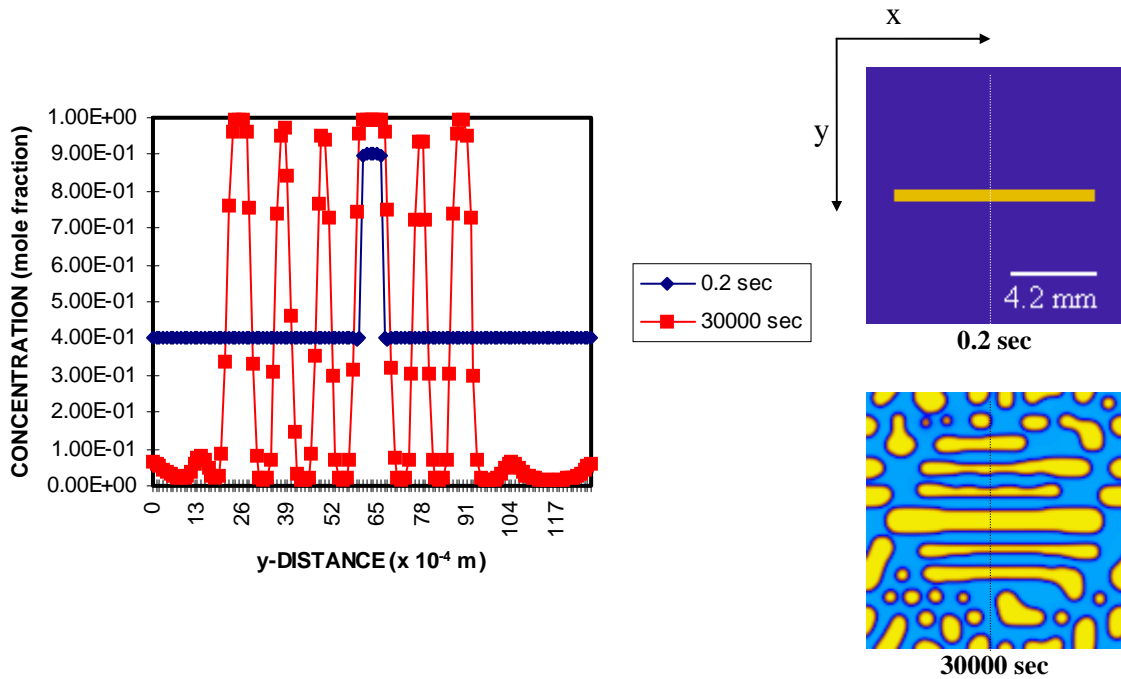 x
y
4.2 mm
0.2 sec
CONCENTRATION (mole fraction)
1.00E+00
9.00E-01
8.00E-01
7.00E-01
6.00E-01
5.00E-01
4.00E-01
3.00E-01
2.00E-01
1.00E-01
0.00E+00
0
13
26
39
52
65
78
91
104
117
y-DISTANCE (x 10⁻⁴ m)
0.2 sec
30000 sec
30000 sec